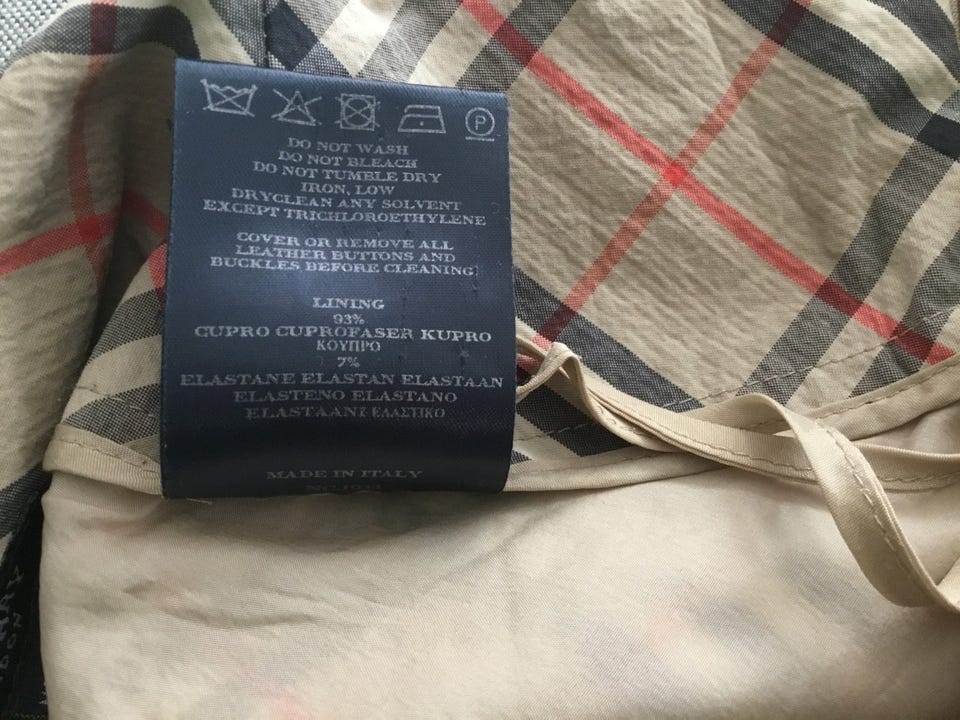 P
DO NOT WASH
DO NOT BLEACH
DO NOT TUMBLE DRY
IRON, LOW
DRYCLEAN ANY SOLVENT
EXCEPT TRICHLOROETHYLENE
COVER OR REMOVE ALL
LEATHER BUTTONS AND
BUCKLES BEFORE CLEANING
LINING
93%
CUPRO CUPROFASER KUPRO
ΚΟΥΠΡΟ
7%
ELASTANE ELASTAN ELASTAAN
ELASTENO ELASTANO
ELASTAANI ΕΛΑΣΤΙΚΟ
MADE IN ITALY